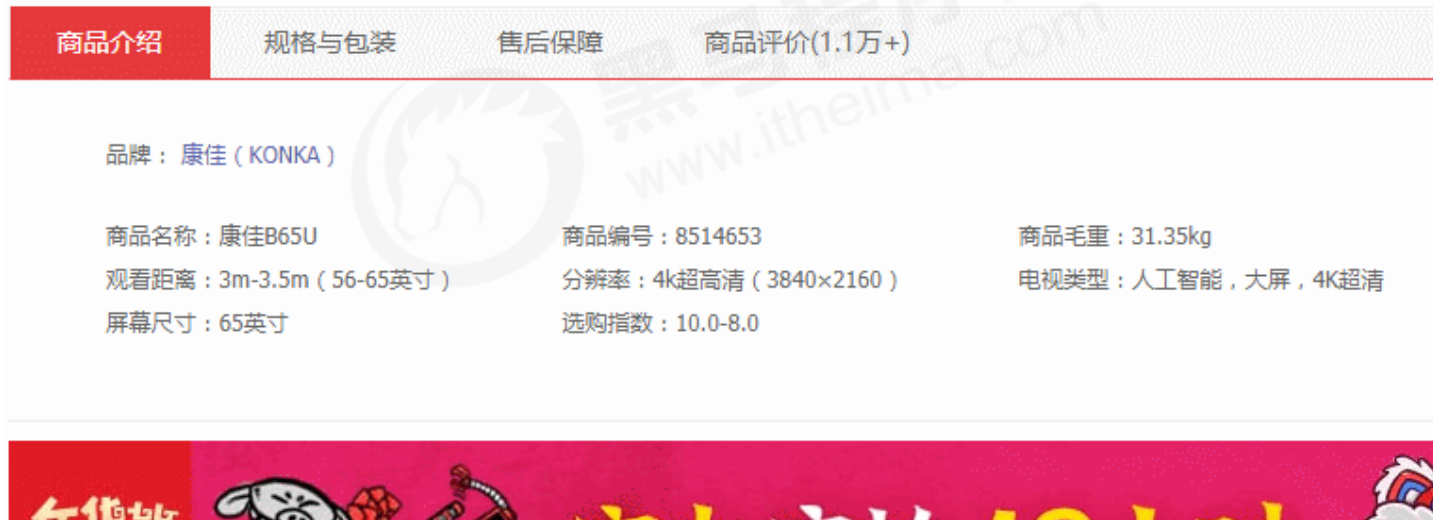 商品介绍 规格与包装 售后保障 商品评价(1.1万+)
www.itheima.com
品牌： 康佳（KONKA）
商品名称：康佳B65U 商品编号：8514653 商品毛重：31.35kg
观看距离：3m-3.5m（56-65英寸） 分辨率：4k超高清（3840×2160） 电视类型：人工智能，大屏，4K超清
屏幕尺寸：65英寸 选购指数：10.0-8.0